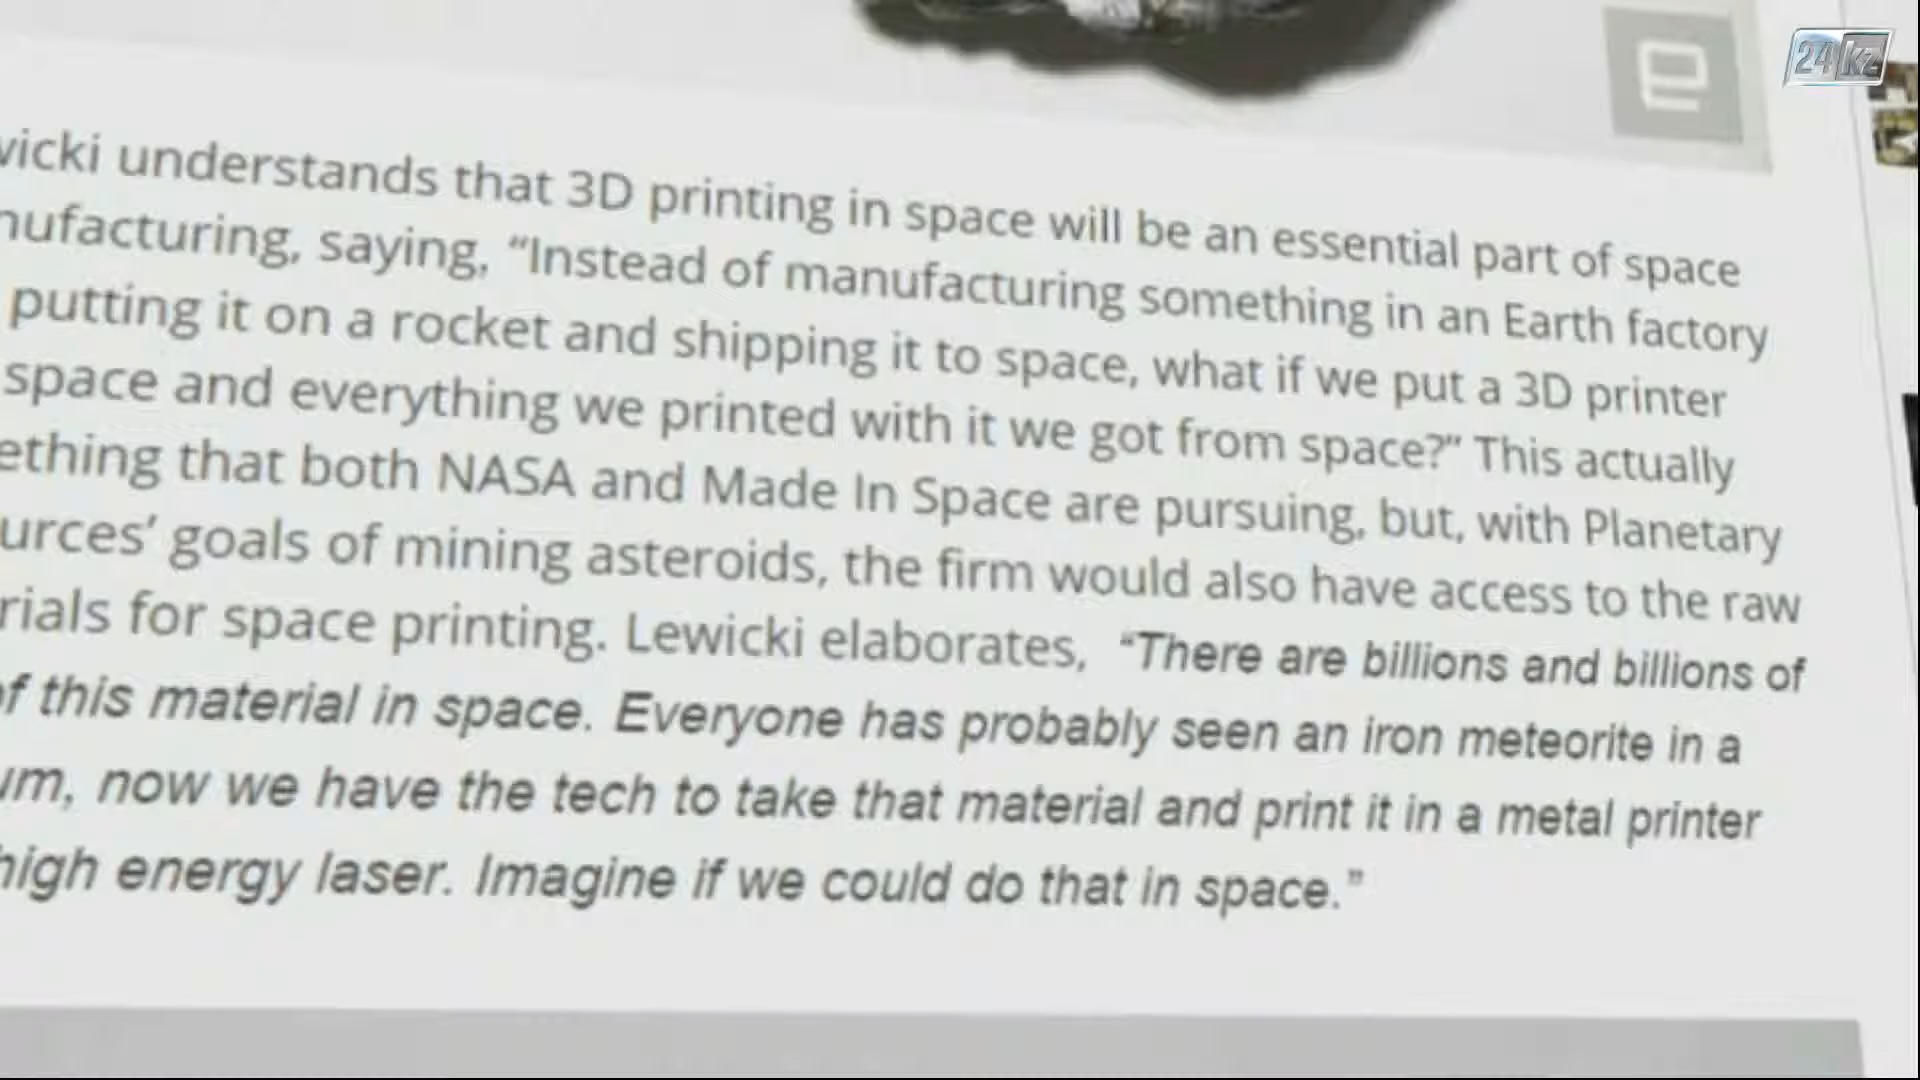 24 kz
e
wicki understands that 3D printing in space will be an essential part of space
nufacturing, saying, “Instead of manufacturing something in an Earth factory
putting it on a rocket and shipping it to space, what if we put a 3D printer
space and everything we printed with it we got from space?” This actually
ething that both NASA and Made In Space are pursuing, but, with Planetary
urces’ goals of mining asteroids, the firm would also have access to the raw
rials for space printing. Lewicki elaborates, “There are billions and billions of
of this material in space. Everyone has probably seen an iron meteorite in a
um, now we have the tech to take that material and print it in a metal printer
high energy laser. Imagine if we could do that in space.”